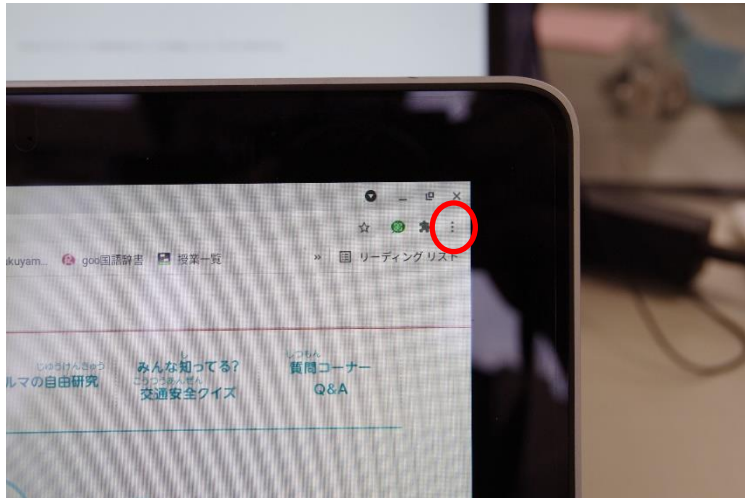 goo国語辞書 授業一覧 » リーディング リスト
じゆうけんきゅう し しつもん
ルマの自由研究 みんな知ってる? 質問コーナー
こうつうあんぜん
交通安全クイズ Q&A